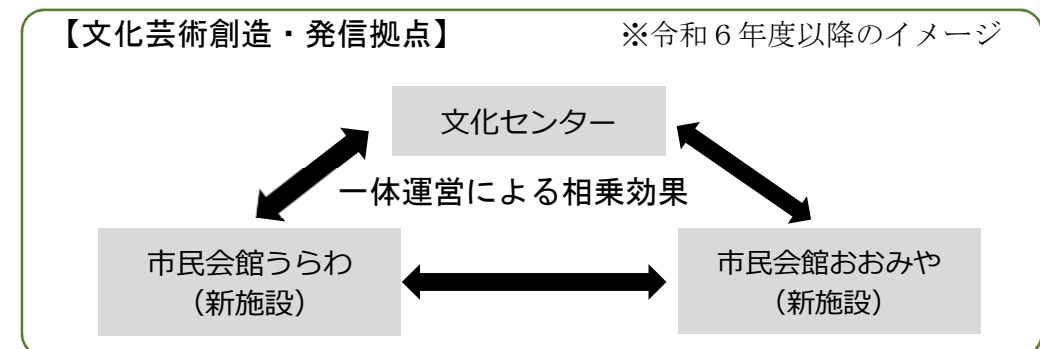 【文化芸術創造・発信拠点】 ※令和６年度以降のイメージ
文化センター
一体運営による相乗効果
市民会館うらわ
（新施設）
市民会館おおみや
（新施設）